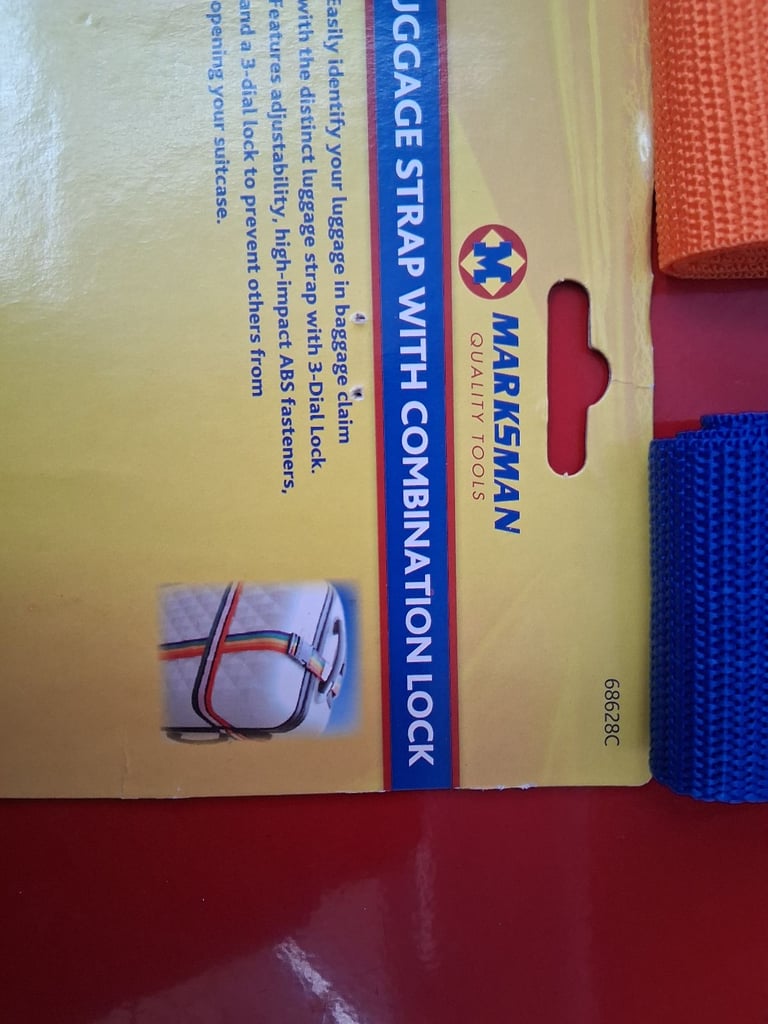 68628C
M
MARKSMAN
QUALITY TOOLS
UGGAGE STRAP WITH COMBINATION LOCK
Easily identify your luggage in baggage claim
with the distinct luggage strap with 3-Dial Lock.
Features adjustability, high-impact ABS fasteners,
and a 3-dial lock to prevent others from
opening your suitcase.